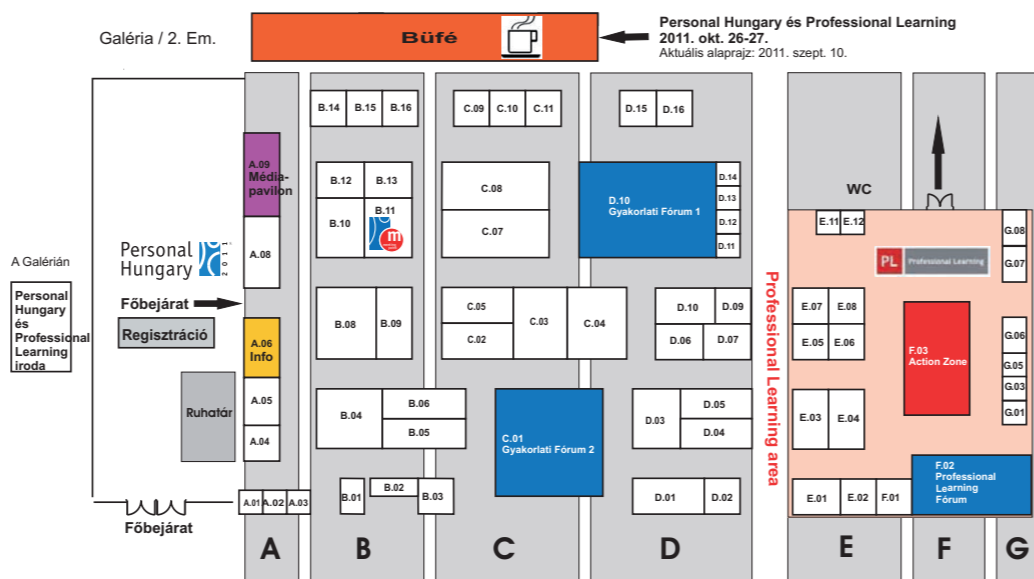 Galéria / 2. Em.
Büfé
Personal Hungary és Professional Learning
2011. okt. 26-27.
Aktuális alaprajz: 2011. szept. 10.
B.14
B.15
B.16
C.09
C.10
C.11
D.15
D.16
A.09
Média-
pavilon
B.12
B.13
B.10
B.11
m
C.08
C.07
D.10
Gyakorlati Fórum 1
D.14
D.13
D.12
D.11
WC
E.11
E.12
G.08
G.07
PL
Professional Learning
A.08
Personal
Hungary
2011
A Galérián
Personal
Hungary
és
Professional
Learning
iroda
Főbejárat
Regisztráció
A.06
Info
B.08
B.09
C.05
C.02
C.03
C.04
D.10
D.09
D.06
D.07
Professional Learning area
E.07
E.08
E.05
E.06
F.03
Action Zone
G.06
G.05
G.03
G.01
Ruhatár
A.05
A.04
B.04
B.06
B.05
C.01
Gyakorlati Fórum 2
D.03
D.05
D.04
E.03
E.04
F.02
Professional
Learning
Fórum
A.01
A.02
A.03
B.01
B.02
B.03
D.01
D.02
E.01
E.02
F.01
Főbejárat
A
B
C
D
E
F
G